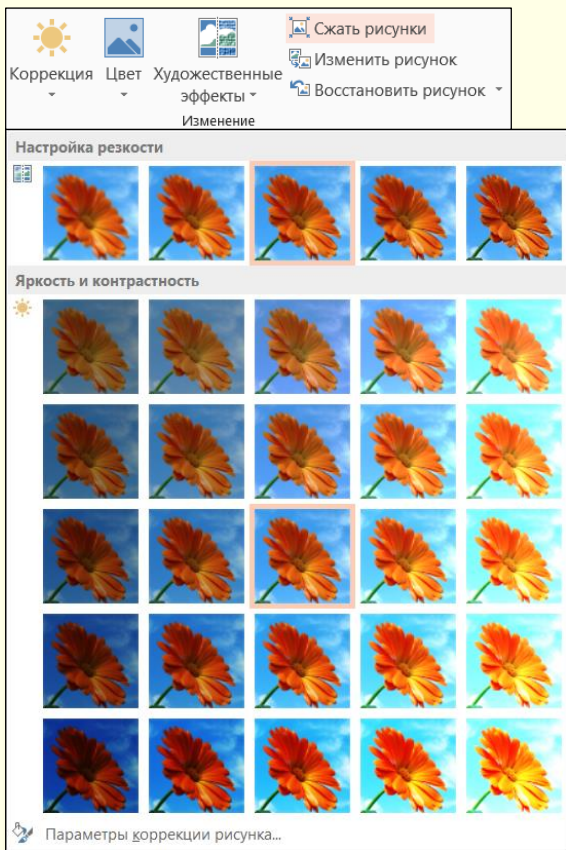 Коррекция
Цвет
Художественные
эффекты
Сжать рисунки
Изменить рисунок
Восстановить рисунок
Изменение
Настройка резкости
Яркость и контрастность
Параметры коррекции рисунка...